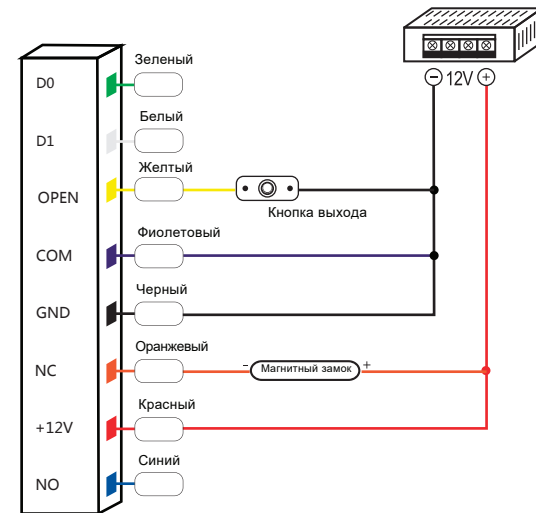 D0
Зеленый
D1
Белый
OPEN
Желтый
Кнопка выхода
COM
Фиолетовый
GND
Черный
NC
Оранжевый
- Магнитный замок +
+12V
Красный
NO
Синий
- 12V +